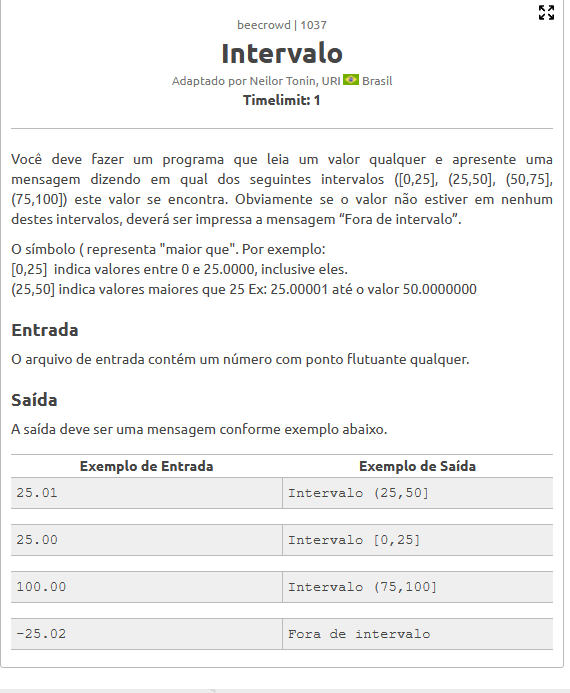 beecrowd | 1037
Intervalo
Adaptado por Neilor Tonin, URI Brasil
Timelimit: 1
Você deve fazer um programa que leia um valor qualquer e apresente uma
mensagem dizendo em qual dos seguintes intervalos ([0,25], (25,50], (50,75],
(75,100]) este valor se encontra. Obviamente se o valor não estiver em nenhum
destes intervalos, deverá ser impressa a mensagem “Fora de intervalo”.
O símbolo ( representa "maior que". Por exemplo:
[0,25]  indica valores entre 0 e 25.0000, inclusive eles.
(25,50] indica valores maiores que 25 Ex: 25.00001 até o valor 50.0000000
Entrada
O arquivo de entrada contém um número com ponto flutuante qualquer.
Saída
A saída deve ser uma mensagem conforme exemplo abaixo.
Exemplo de Entrada Exemplo de Saída
25.01 Intervalo (25,50]
25.00 Intervalo [0,25]
100.00 Intervalo (75,100]
-25.02 Fora de intervalo